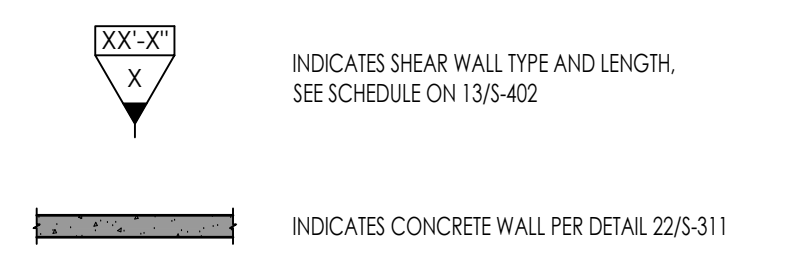 XX'-X"
X
INDICATES SHEAR WALL TYPE AND LENGTH,
SEE SCHEDULE ON 13/S-402
INDICATES CONCRETE WALL PER DETAIL 22/S-311